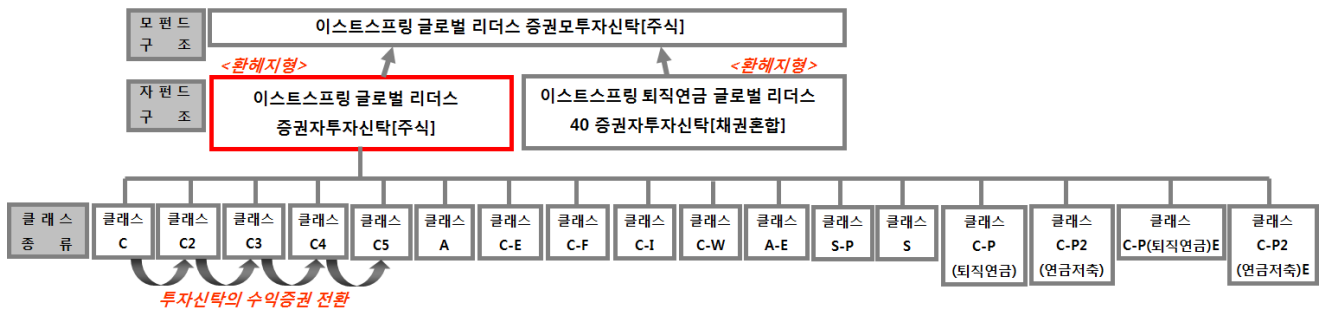 모 펀 드
구 조
이스트스프링 글로벌 리더스 증권모투자신탁[주식]
<환헤지형>
<환헤지형>
자 펀 드
구 조
이스트스프링 글로벌 리더스
증권자투자신탁[주식]
이스트스프링 퇴직연금 글로벌 리더스
40 증권자투자신탁[채권혼합]
클 래 스
종 류
클래스
C
클래스
C2
클래스
C3
클래스
C4
클래스
C5
클래스
A
클래스
C-E
클래스
C-F
클래스
C-I
클래스
C-W
클래스
A-E
클래스
S-P
클래스
S
클래스
C-P
(퇴직연금)
클래스
C-P2
(연금저축)
클래스
C-P(퇴직연금)E
클래스
C-P2
(연금저축)E
투자신탁의 수익증권 전환